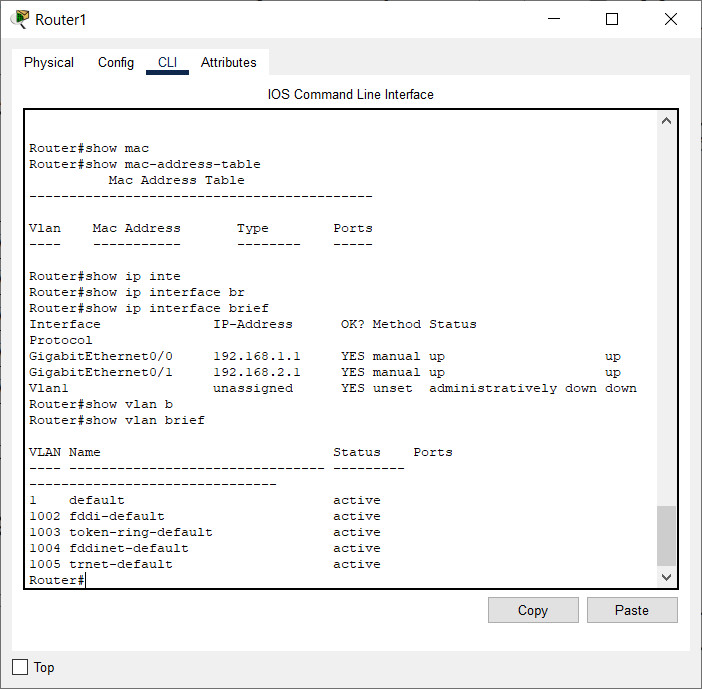 Router1
Physical Config CLI Attributes
IOS Command Line Interface
Router#show mac
Router#show mac-address-table
          Mac Address Table
-------------------------------------------

Vlan    Mac Address       Type        Ports
----    -----------       --------    -----

Router#show ip inte
Router#show ip interface br
Router#show ip interface brief
Interface              IP-Address      OK? Method Status
Protocol
GigabitEthernet0/0     192.168.1.1     YES manual up                    up
GigabitEthernet0/1     192.168.2.1     YES manual up                    up
Vlan1                  unassigned      YES unset  administratively down down
Router#show vlan b
Router#show vlan brief

VLAN Name                             Status    Ports
---- -------------------------------- ---------
-------------------------------
1    default                          active
1002 fddi-default                     active
1003 token-ring-default               active
1004 fddinet-default                  active
1005 trnet-default                    active
Router#
Copy Paste
Top